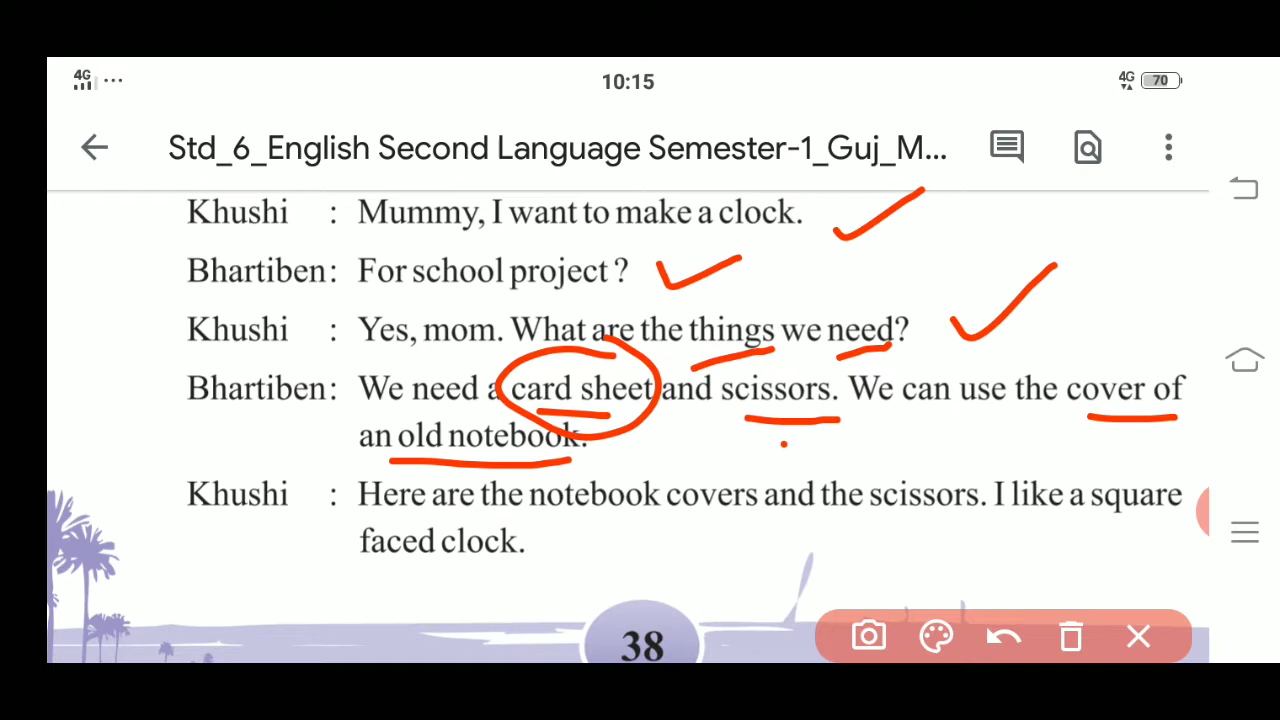 4G ... 10:15 4G 70
Std_6_English Second Language Semester-1_Guj_M...
Khushi : Mummy, I want to make a clock.
Bhartiben: For school project ?
Khushi : Yes, mom. What are the things we need?
Bhartiben: We need a card sheet and scissors. We can use the cover of
an old notebook.
Khushi : Here are the notebook covers and the scissors. I like a square
faced clock.
38